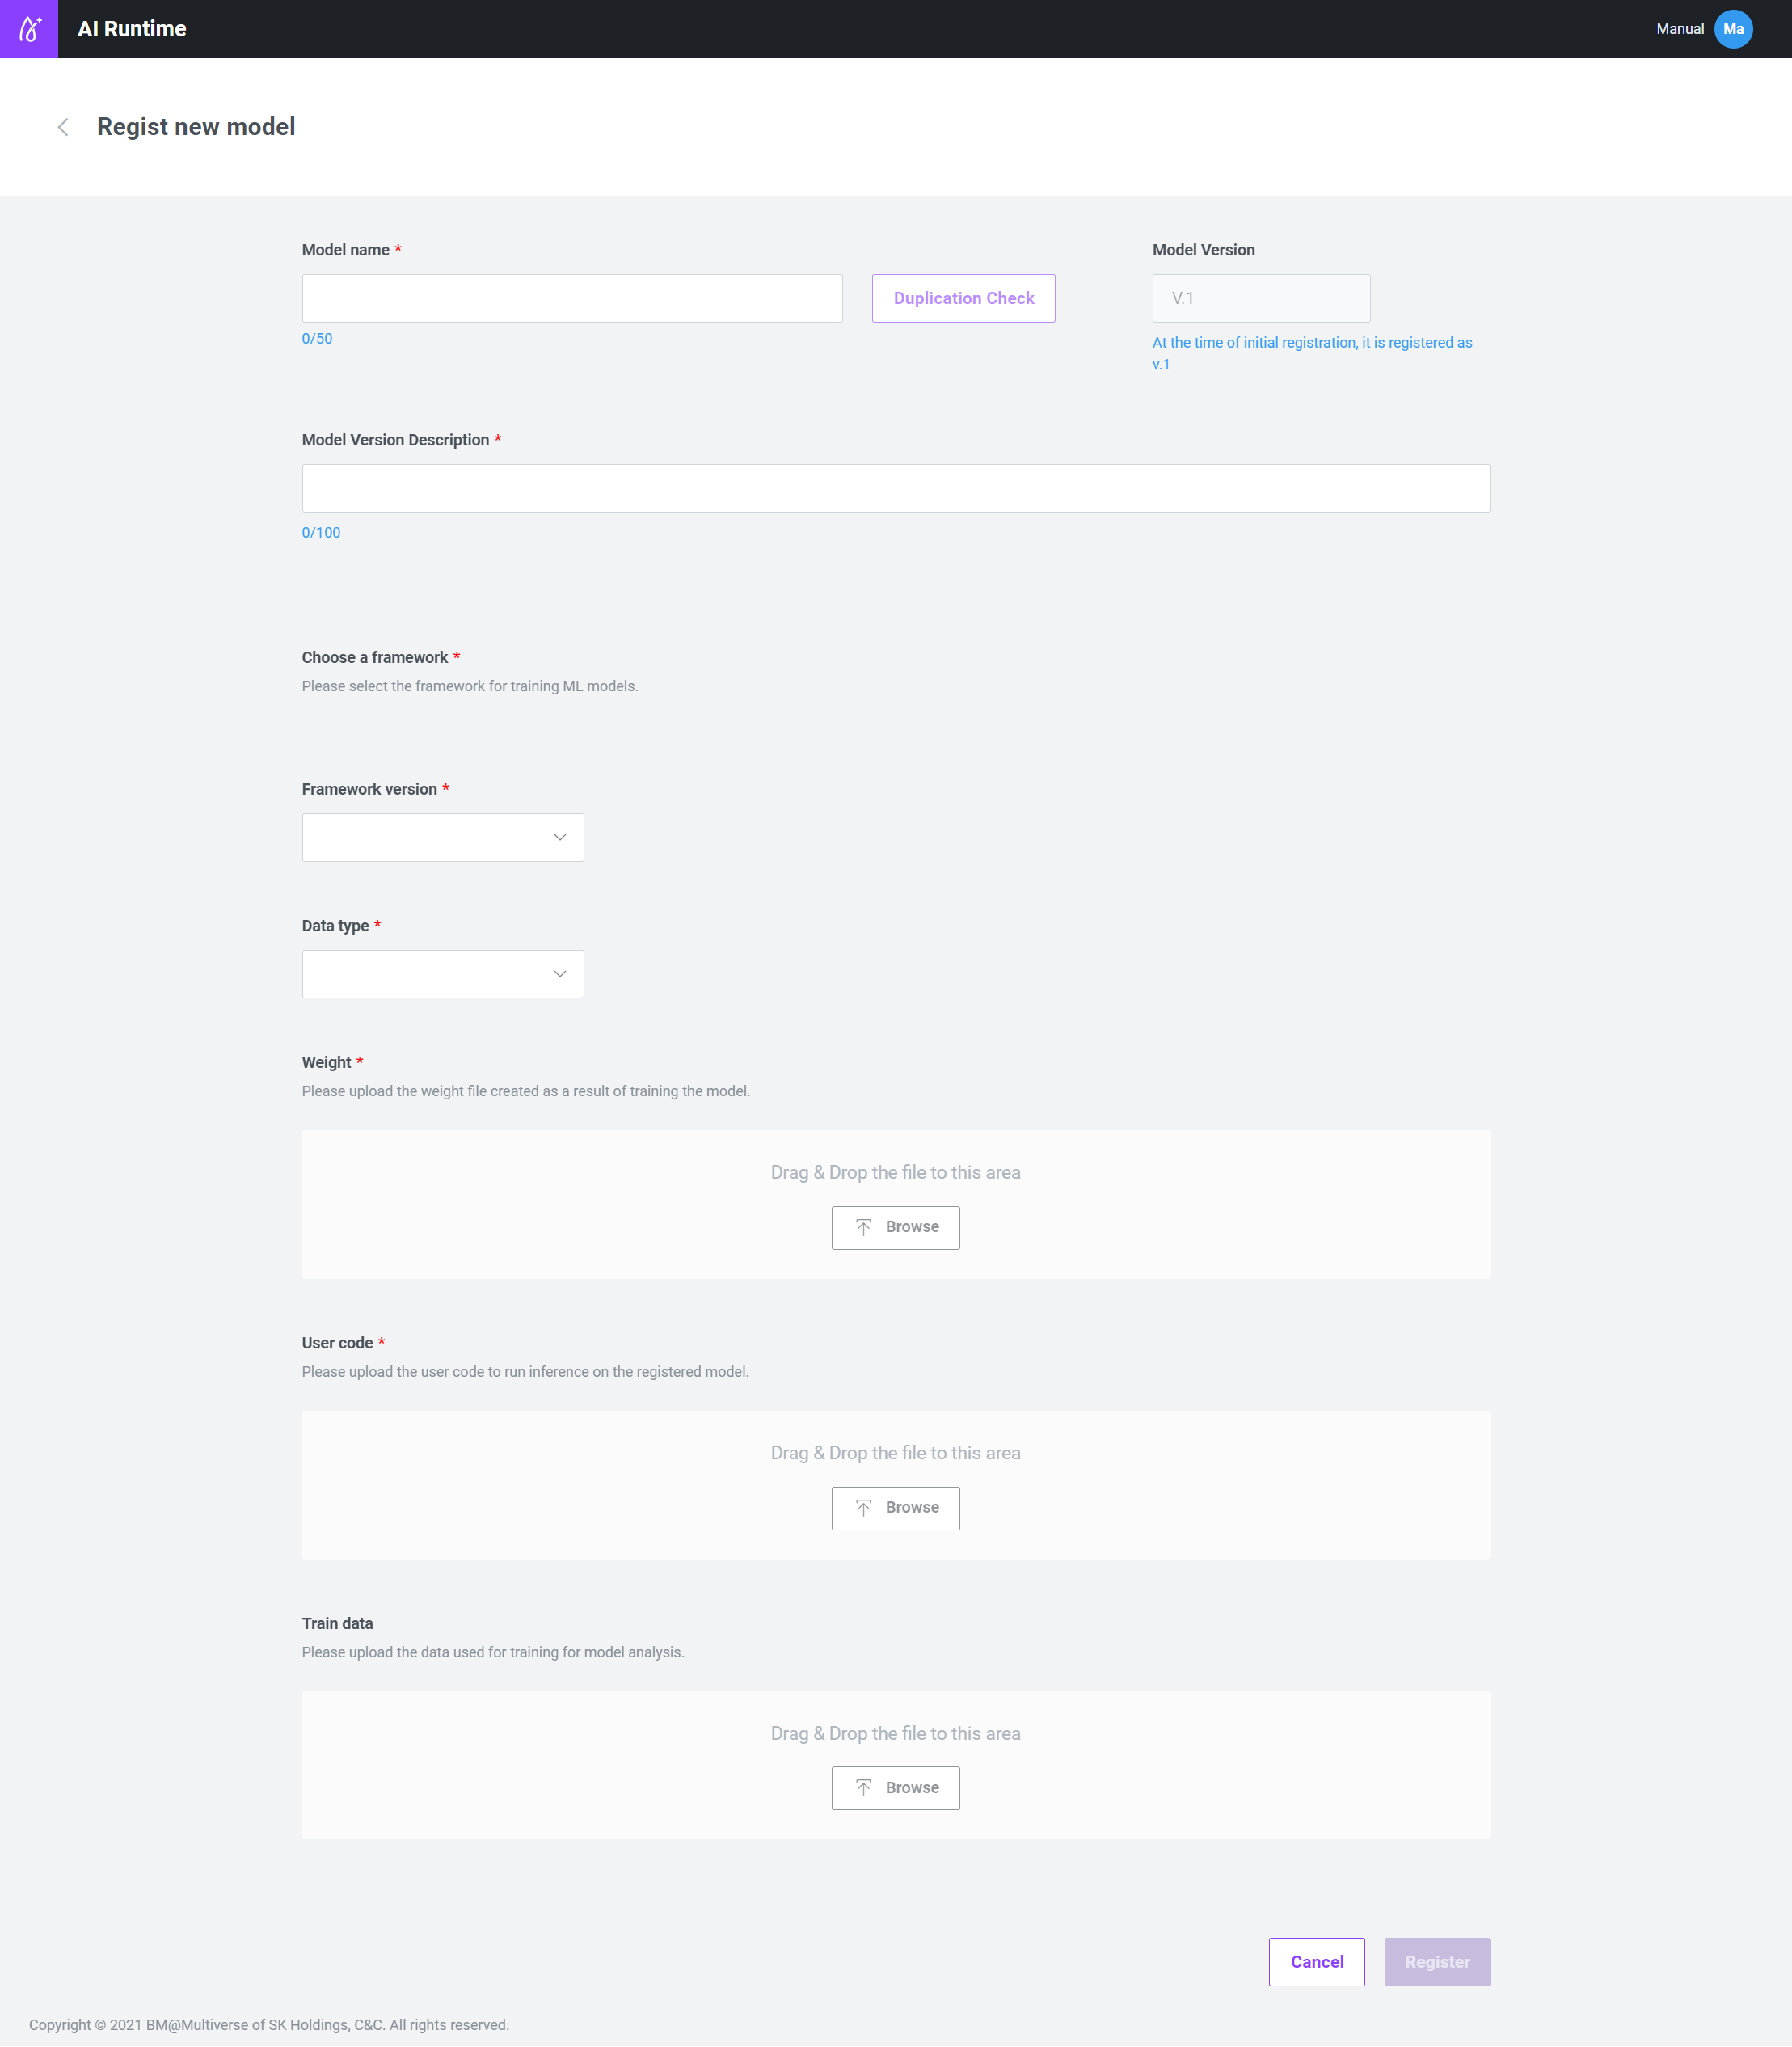 AI Runtime
Manual
Ma
Regist new model
Model name *
Duplication Check
0/50
Model Version
V.1
At the time of initial registration, it is registered as
v.1
Model Version Description *
0/100
Choose a framework *
Please select the framework for training ML models.
Framework version *
Data type *
Weight *
Please upload the weight file created as a result of training the model.
Drag & Drop the file to this area
Browse
User code *
Please upload the user code to run inference on the registered model.
Drag & Drop the file to this area
Browse
Train data
Please upload the data used for training for model analysis.
Drag & Drop the file to this area
Browse
Cancel
Register
Copyright © 2021 BM@Multiverse of SK Holdings, C&C. All rights reserved.